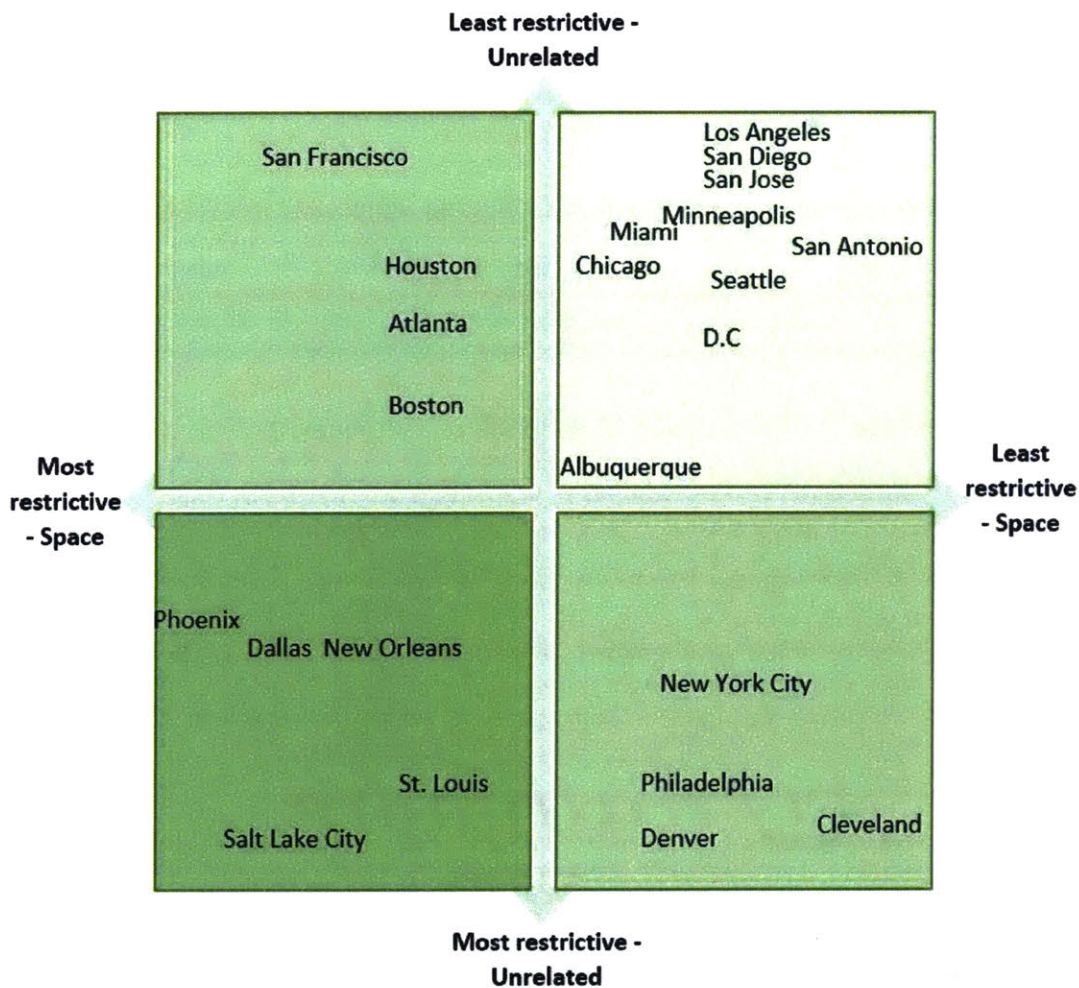 Least restrictive -
Unrelated
Los Angeles
San Francisco
San Diego
San Jose
Minneapolis
Miami
San Antonio
Houston
Chicago
Seattle
Atlanta
D.C
Boston
Albuquerque
Most
restrictive
- Space
Least
restrictive
- Space
Phoenix
Dallas New Orleans
New York City
St. Louis
Philadelphia
Salt Lake City
Denver
Cleveland
Most restrictive -
Unrelated